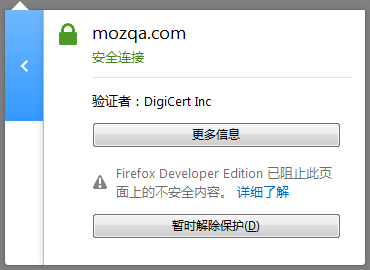 mozqa.com
安全连接
验证者：DigiCert Inc
更多信息
Firefox Developer Edition 已阻止此页
面上的不安全内容。 详细了解
暂时解除保护(D)